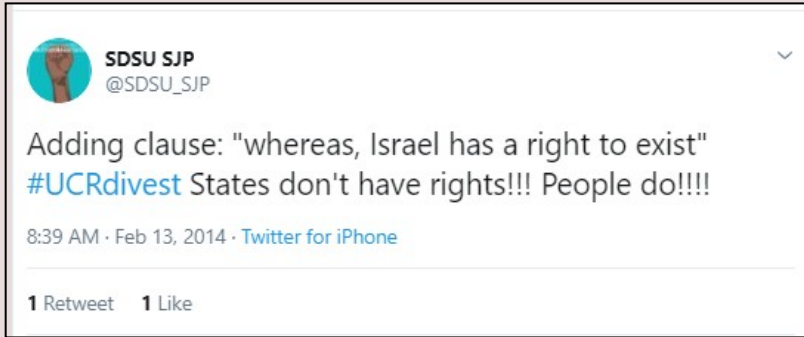 SDSU SJP
@SDSU_SJP
Adding clause: "whereas, Israel has a right to exist"
#UCRdivest States don't have rights!!! People do!!!!
8:39 AM · Feb 13, 2014 · Twitter for iPhone
1 Retweet 1 Like